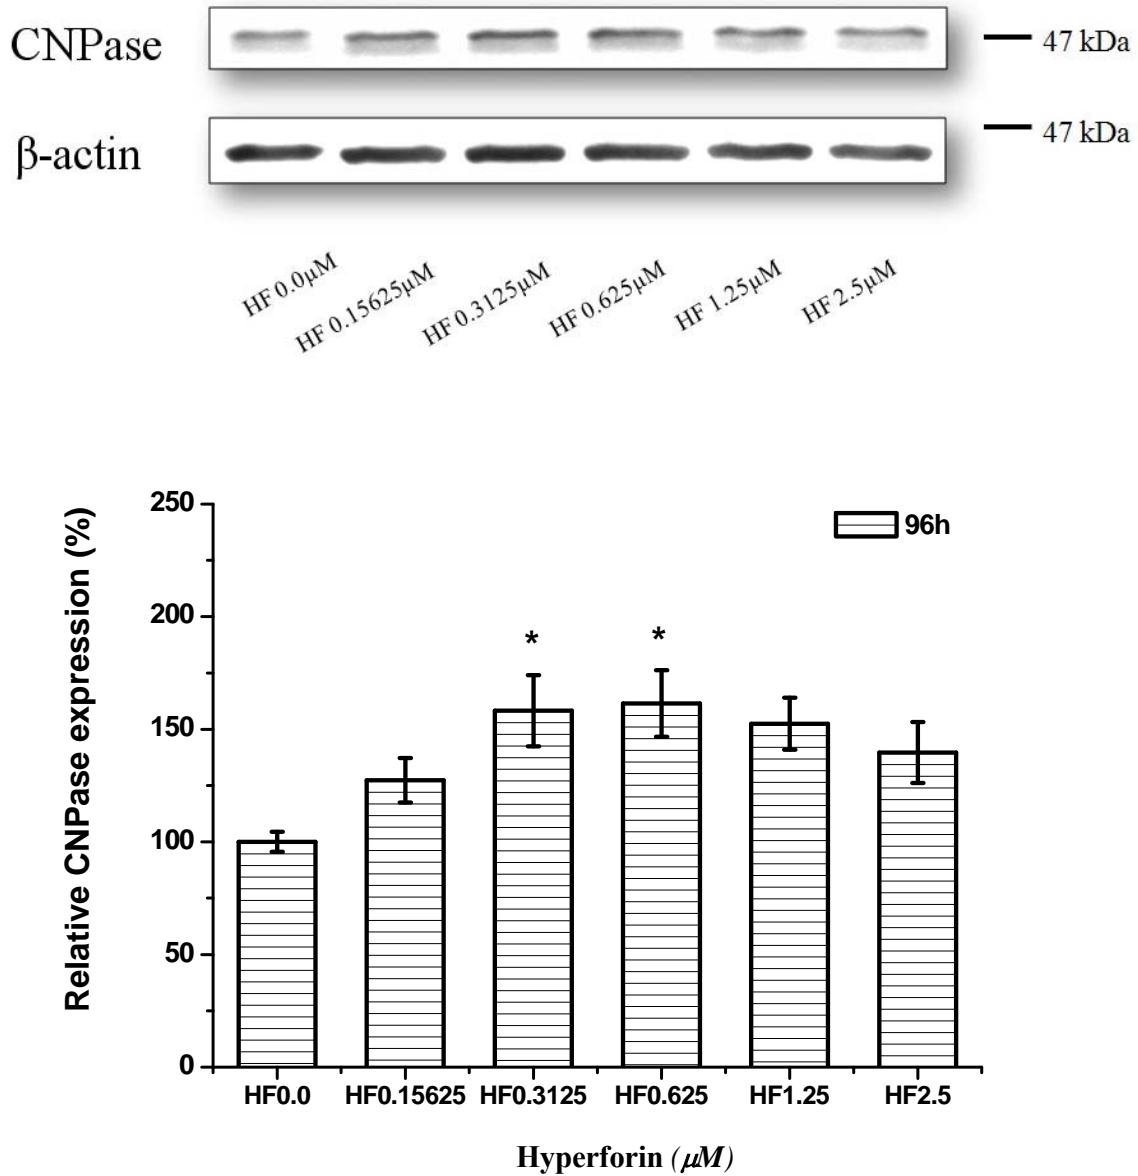 CNPase
47 kDa
β-actin
47 kDa
HF 0.0μM
HF 0.15625μM
HF 0.3125μM
HF 0.625μM
HF 1.25μM
HF 2.5μM
Relative CNPase expression (%)
250
200
150
100
50
0
96h
*
*
HF0.0 HF0.15625 HF0.3125 HF0.625 HF1.25 HF2.5
Hyperforin (μM)